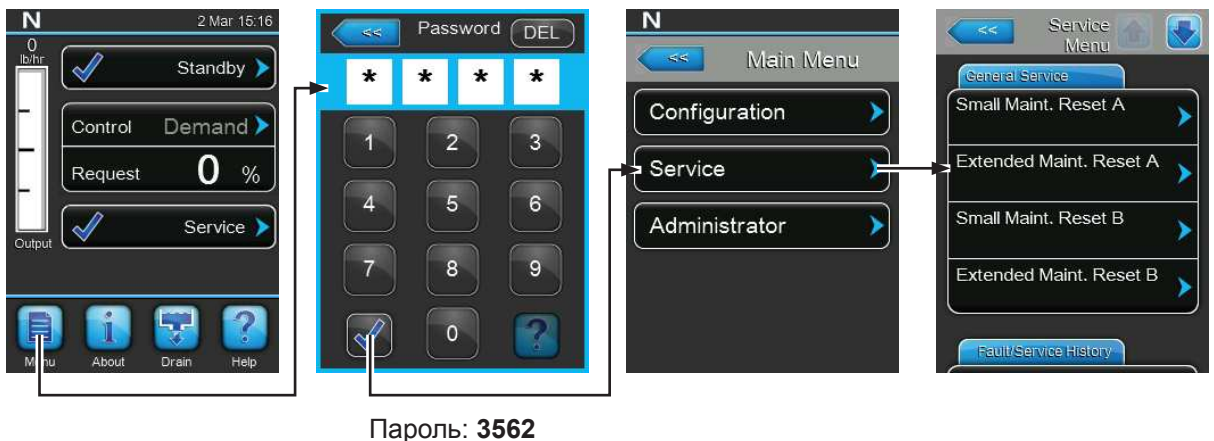 N 2 Mar 15:16
0
lb/hr
Standby
Control Demand
Request 0 %
Service
Output
Menu About Drain Help
<< Password DEL
* * * *
1 2 3
4 5 6
7 8 9
0 ?
Пароль: 3562
N
<< Main Menu
Configuration
Service
Administrator
<< Service
Menu
General Service
Small Maint. Reset A
Extended Maint. Reset A
Small Maint. Reset B
Extended Maint. Reset B
Fault/Service History